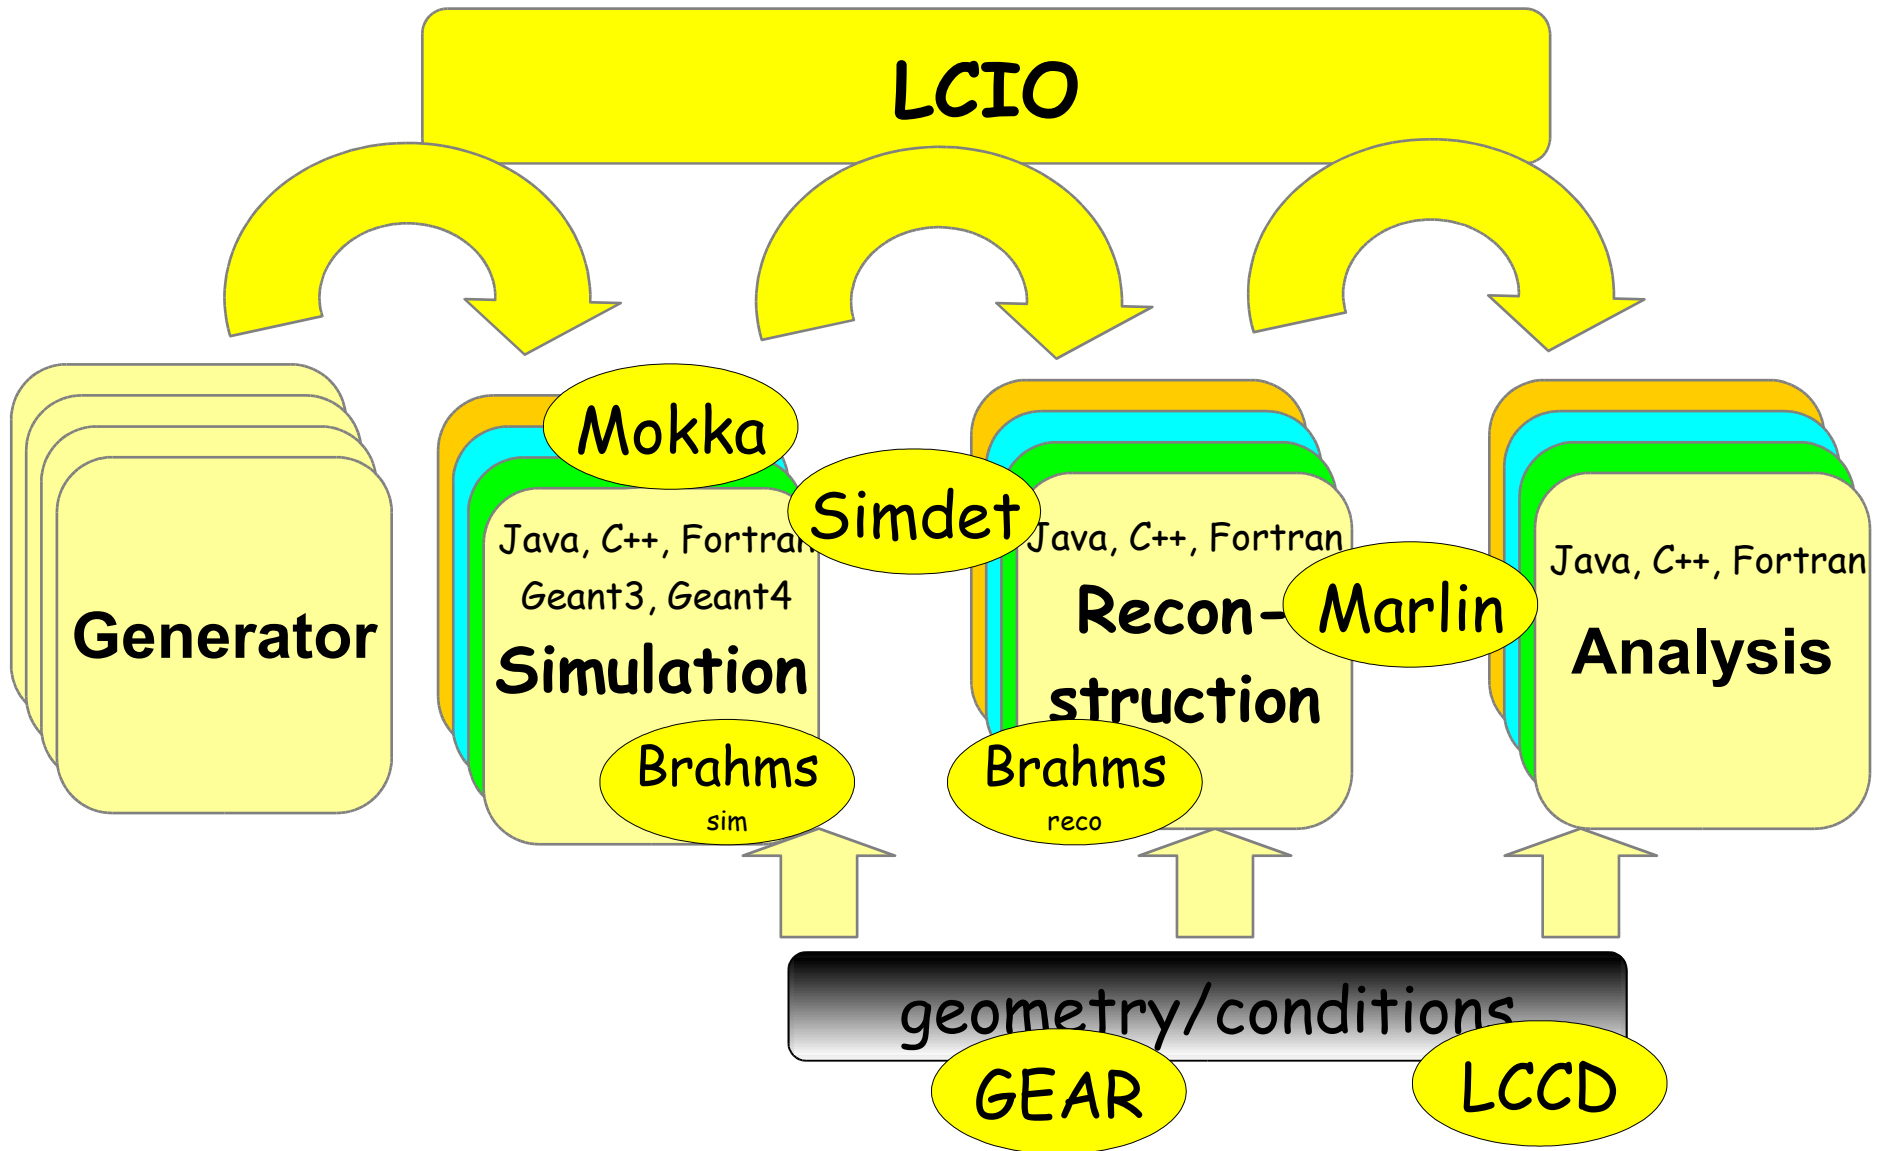 LCIO
Generator
Mokka
Java, C++, Fortran
Geant3, Geant4
Simulation
Brahms
sim
Simdet
Java, C++, Fortran
Recon-
struction
Brahms
reco
Marlin
Java, C++, Fortran
Analysis
geometry/conditions
GEAR
LCCD